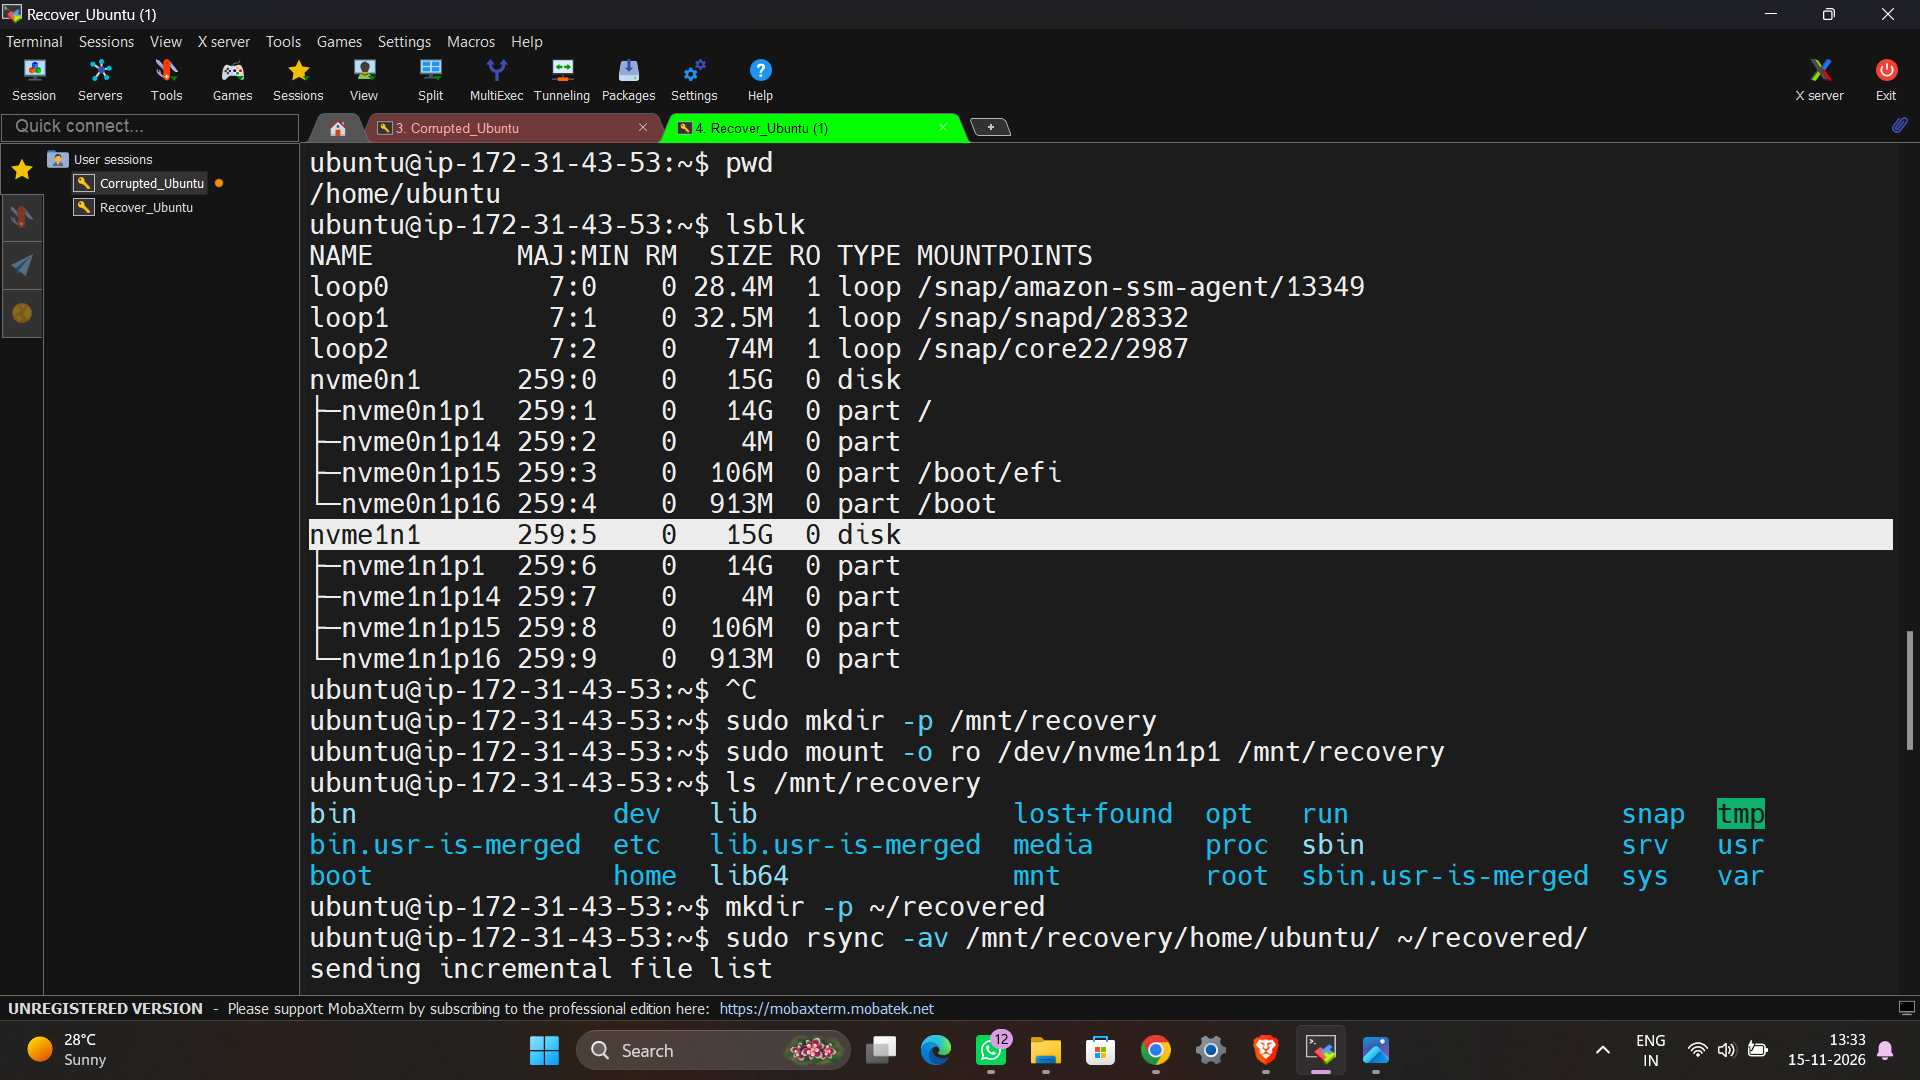 Recover_Ubuntu (1)
Terminal Sessions View X server Tools Games Settings Macros Help
Session Servers Tools Games Sessions View Split MultiExec Tunneling Packages Settings Help X server Exit
Quick connect...
3. Corrupted_Ubuntu
4. Recover_Ubuntu (1)
User sessions
Corrupted_Ubuntu
Recover_Ubuntu
ubuntu@ip-172-31-43-53:~$ pwd
/home/ubuntu
ubuntu@ip-172-31-43-53:~$ lsblk
NAME         MAJ:MIN RM  SIZE RO TYPE MOUNTPOINTS
loop0          7:0    0 28.4M  1 loop /snap/amazon-ssm-agent/13349
loop1          7:1    0 32.5M  1 loop /snap/snapd/28332
loop2          7:2    0   74M  1 loop /snap/core22/2987
nvme0n1      259:0    0   15G  0 disk
├─nvme0n1p1  259:1    0   14G  0 part /
├─nvme0n1p14 259:2    0    4M  0 part
├─nvme0n1p15 259:3    0  106M  0 part /boot/efi
└─nvme0n1p16 259:4    0  913M  0 part /boot
nvme1n1      259:5    0   15G  0 disk
├─nvme1n1p1  259:6    0   14G  0 part
├─nvme1n1p14 259:7    0    4M  0 part
├─nvme1n1p15 259:8    0  106M  0 part
└─nvme1n1p16 259:9    0  913M  0 part
ubuntu@ip-172-31-43-53:~$ ^C
ubuntu@ip-172-31-43-53:~$ sudo mkdir -p /mnt/recovery
ubuntu@ip-172-31-43-53:~$ sudo mount -o ro /dev/nvme1n1p1 /mnt/recovery
ubuntu@ip-172-31-43-53:~$ ls /mnt/recovery
bin                dev   lib                lost+found  opt   run                 snap  tmp
bin.usr-is-merged  etc   lib.usr-is-merged  media       proc  sbin                srv   usr
boot               home  lib64              mnt         root  sbin.usr-is-merged  sys   var
ubuntu@ip-172-31-43-53:~$ mkdir -p ~/recovered
ubuntu@ip-172-31-43-53:~$ sudo rsync -av /mnt/recovery/home/ubuntu/ ~/recovered/
sending incremental file list
UNREGISTERED VERSION - Please support MobaXterm by subscribing to the professional edition here: https://mobaxterm.mobatek.net
28°C
Sunny
Search
12
ENG
IN
13:33
15-11-2026